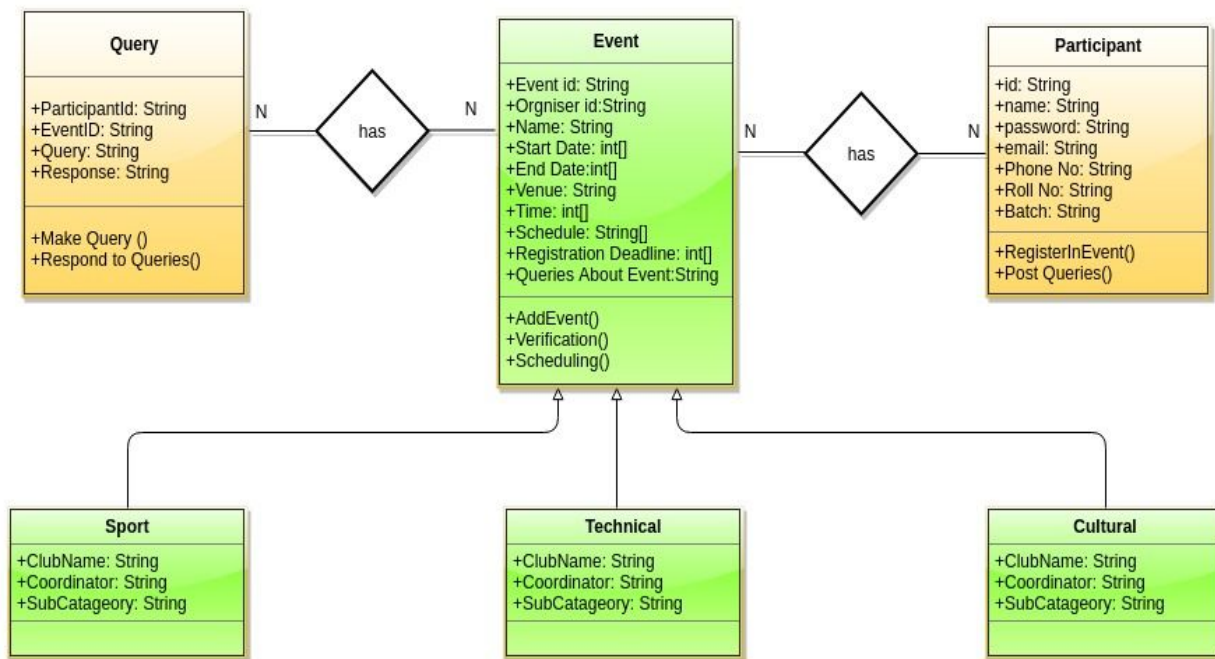 Query
+ParticipantId: String
+EventID: String
+Query: String
+Response: String
+Make Query ()
+Respond to Queries()
N
has
N
Event
+Event id: String
+Orgniser id:String
+Name: String
+Start Date: int[]
+End Date:int[]
+Venue: String
+Time: int[]
+Schedule: String[]
+Registration Deadline: int[]
+Queries About Event:String
+AddEvent()
+Verification()
+Scheduling()
N
has
N
Participant
+id: String
+name: String
+password: String
+email: String
+Phone No: String
+Roll No: String
+Batch: String
+RegisterInEvent()
+Post Queries()
Sport
+ClubName: String
+Coordinator: String
+SubCatageory: String
Technical
+ClubName: String
+Coordinator: String
+SubCatageory: String
Cultural
+ClubName: String
+Coordinator: String
+SubCatageory: String